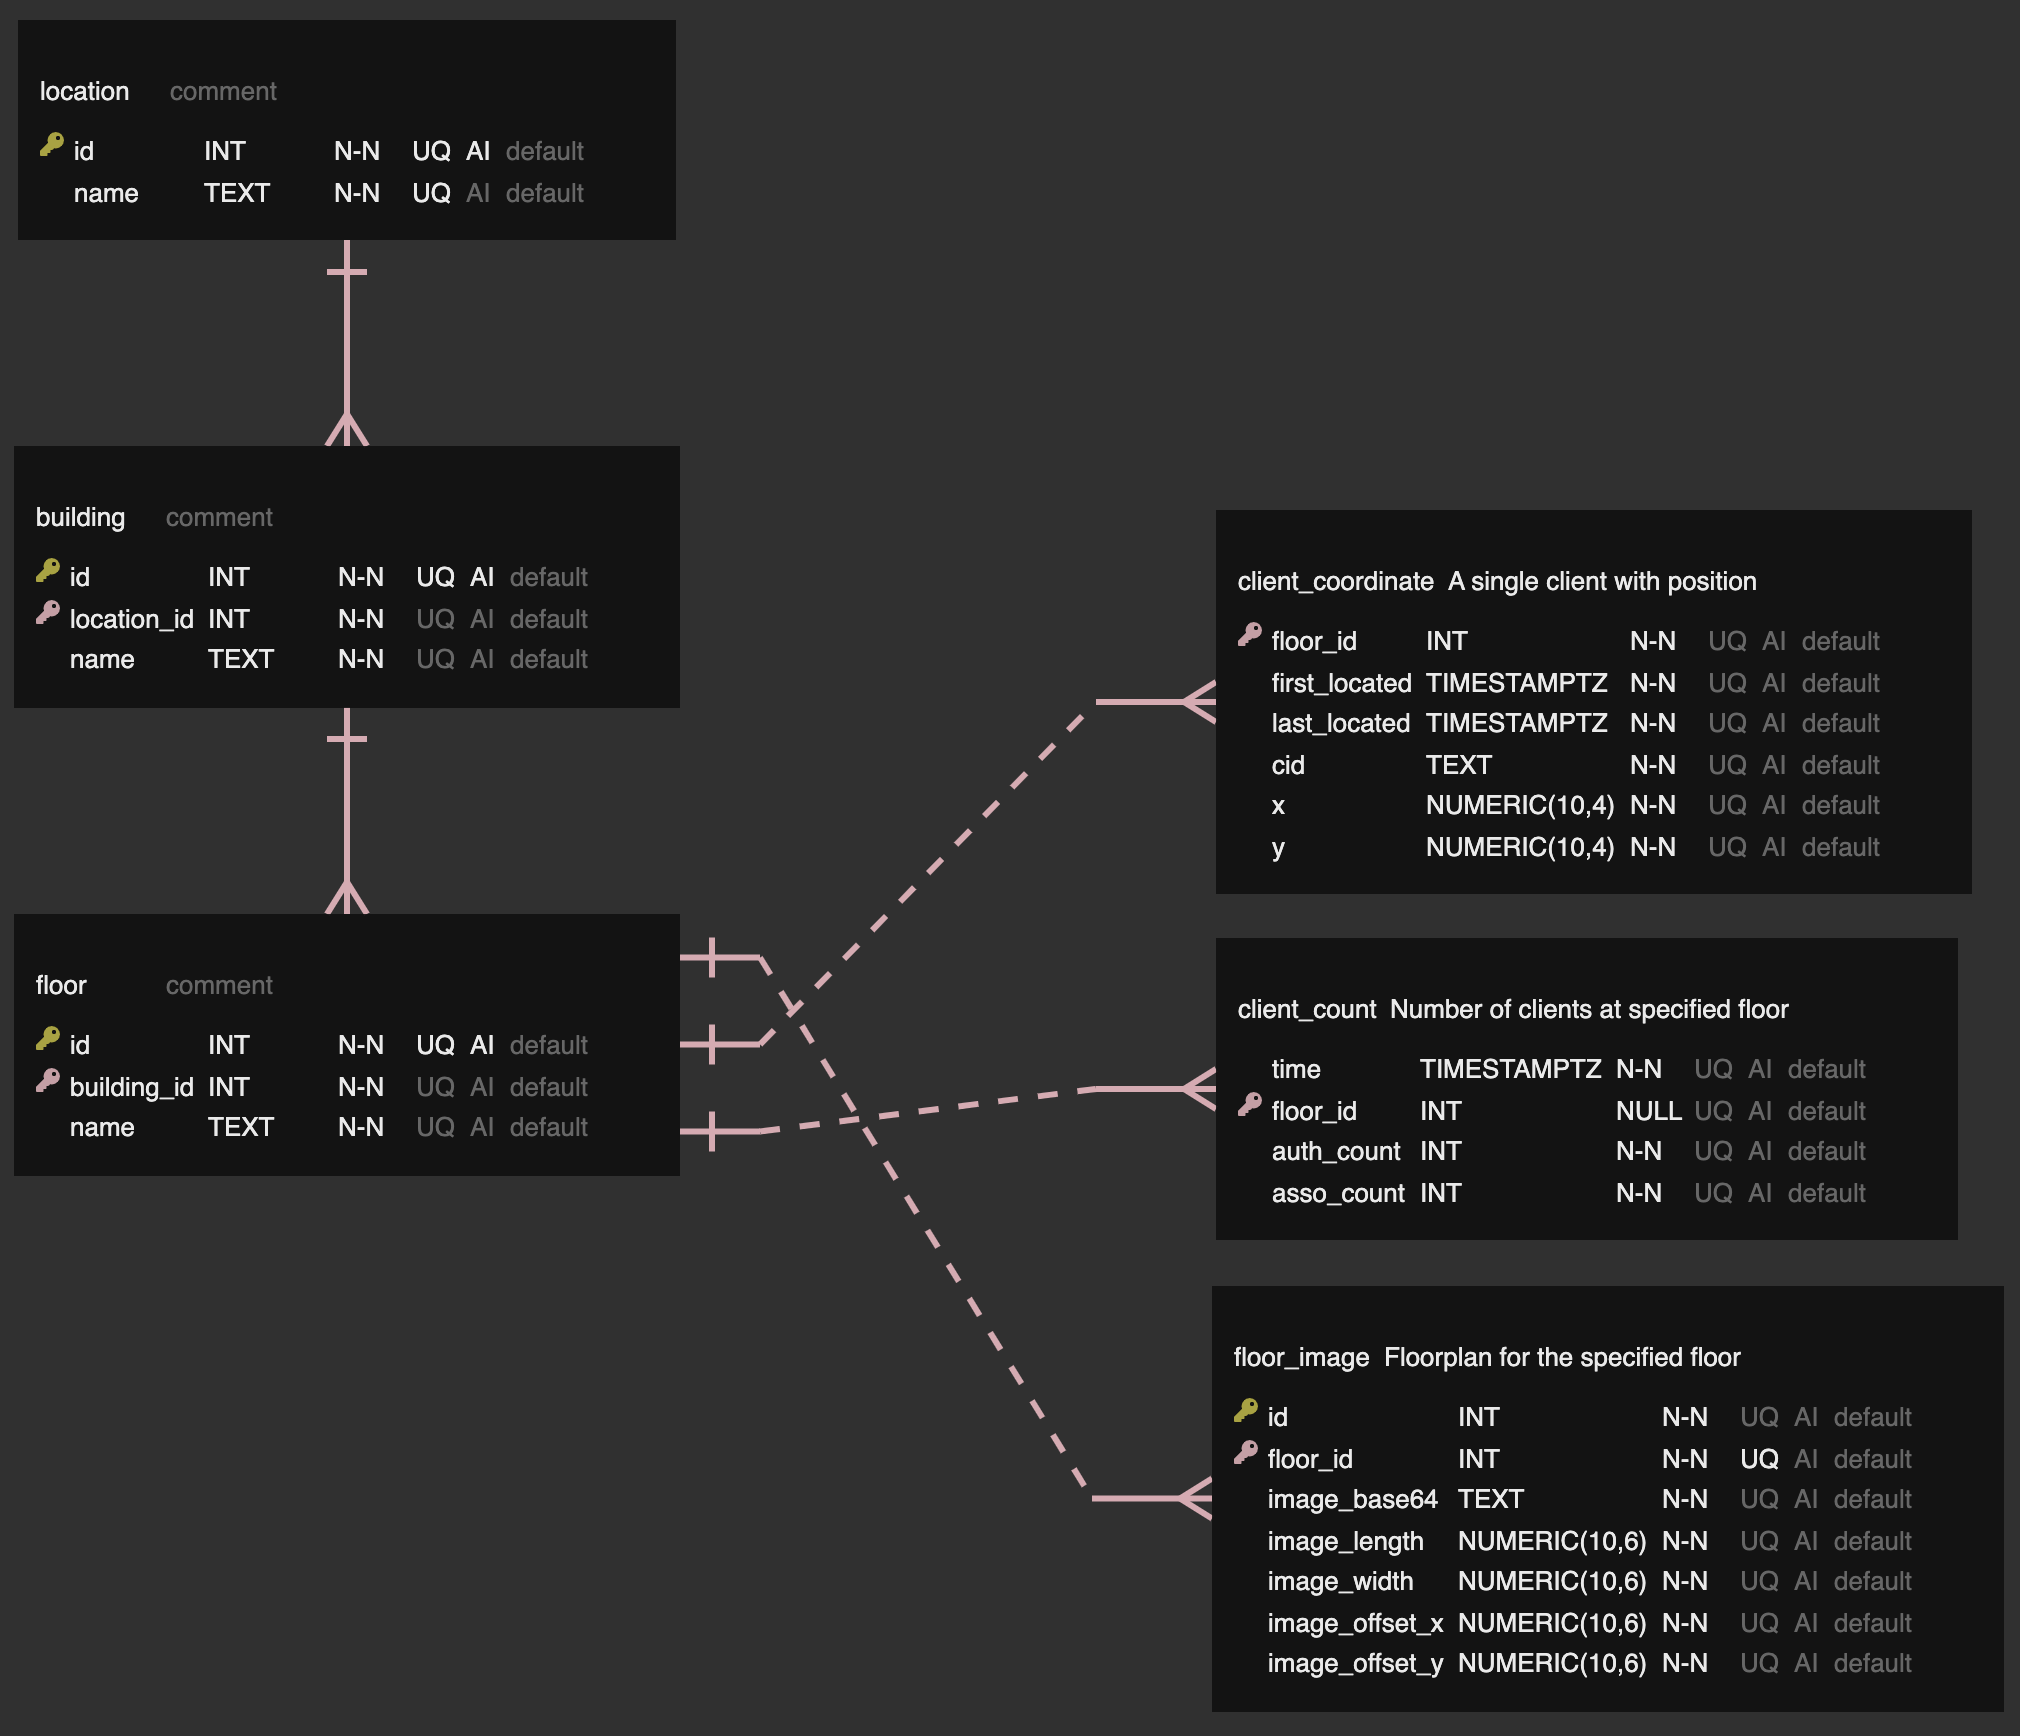 location comment
id INT N-N UQ AI default
name TEXT N-N UQ AI default
building comment
id INT N-N UQ AI default
location_id INT N-N UQ AI default
name TEXT N-N UQ AI default
floor comment
id INT N-N UQ AI default
building_id INT N-N UQ AI default
name TEXT N-N UQ AI default
client_coordinate A single client with position
floor_id INT N-N UQ AI default
first_located TIMESTAMPTZ N-N UQ AI default
last_located TIMESTAMPTZ N-N UQ AI default
cid TEXT N-N UQ AI default
x NUMERIC(10,4) N-N UQ AI default
y NUMERIC(10,4) N-N UQ AI default
client_count Number of clients at specified floor
time TIMESTAMPTZ N-N UQ AI default
floor_id INT NULL UQ AI default
auth_count INT N-N UQ AI default
asso_count INT N-N UQ AI default
floor_image Floorplan for the specified floor
id INT N-N UQ AI default
floor_id INT N-N UQ AI default
image_base64 TEXT N-N UQ AI default
image_length NUMERIC(10,6) N-N UQ AI default
image_width NUMERIC(10,6) N-N UQ AI default
image_offset_x NUMERIC(10,6) N-N UQ AI default
image_offset_y NUMERIC(10,6) N-N UQ AI default